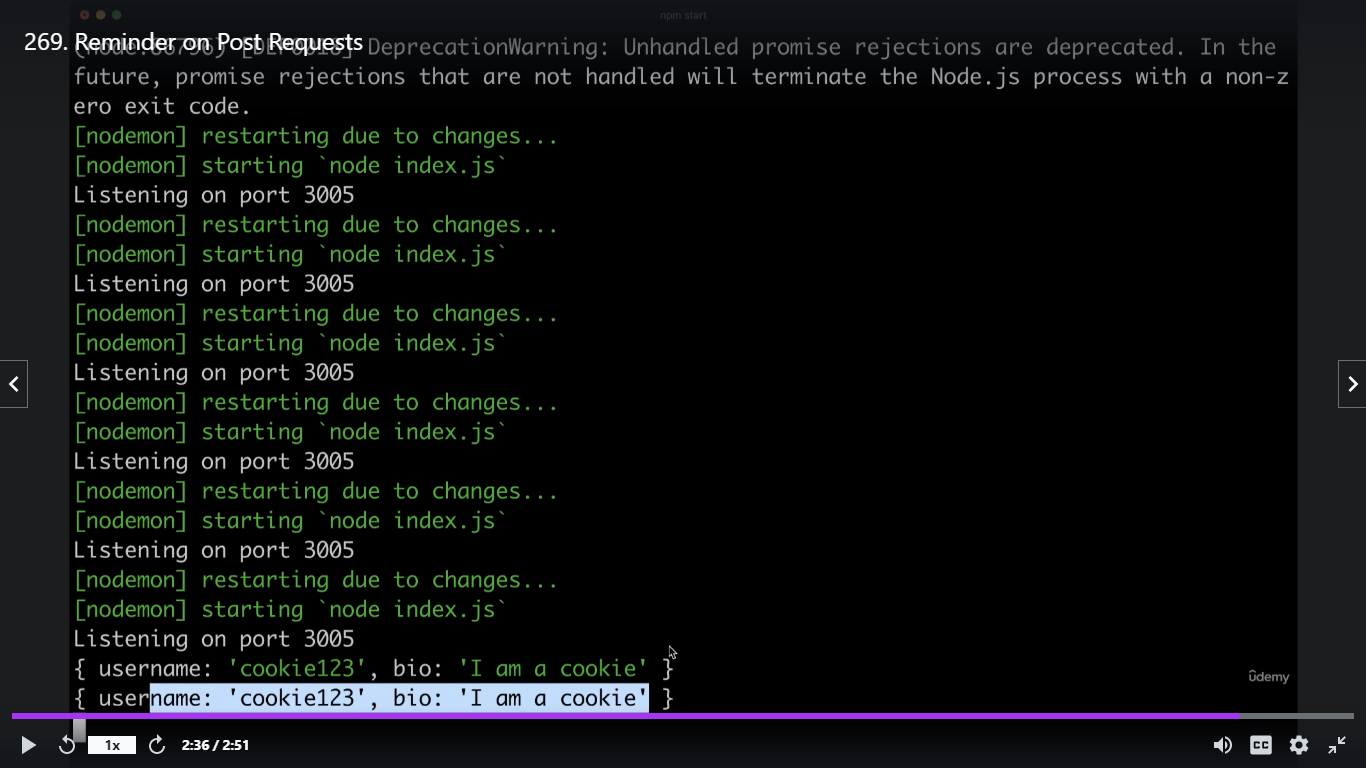 npm start
269. Reminder on Post Requests
DeprecationWarning: Unhandled promise rejections are deprecated. In the
future, promise rejections that are not handled will terminate the Node.js process with a non-z
ero exit code.
[nodemon] restarting due to changes...
[nodemon] starting `node index.js`
Listening on port 3005
[nodemon] restarting due to changes...
[nodemon] starting `node index.js`
Listening on port 3005
[nodemon] restarting due to changes...
[nodemon] starting `node index.js`
Listening on port 3005
[nodemon] restarting due to changes...
[nodemon] starting `node index.js`
Listening on port 3005
[nodemon] restarting due to changes...
[nodemon] starting `node index.js`
Listening on port 3005
[nodemon] restarting due to changes...
[nodemon] starting `node index.js`
Listening on port 3005
{ username: 'cookie123', bio: 'I am a cookie' }
{ username: 'cookie123', bio: 'I am a cookie' }
ûdemy
1x
2:36 / 2:51
CC